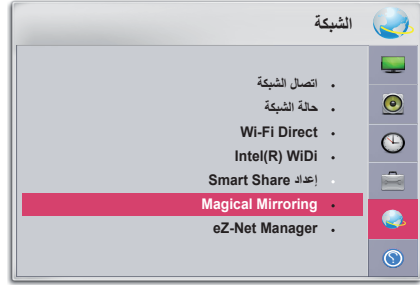 الشبكة
اتصال الشبكة
حالة الشبكة
Wi-Fi Direct
Intel(R) WiDi
إعداد Smart Share
Magical Mirroring
eZ-Net Manager